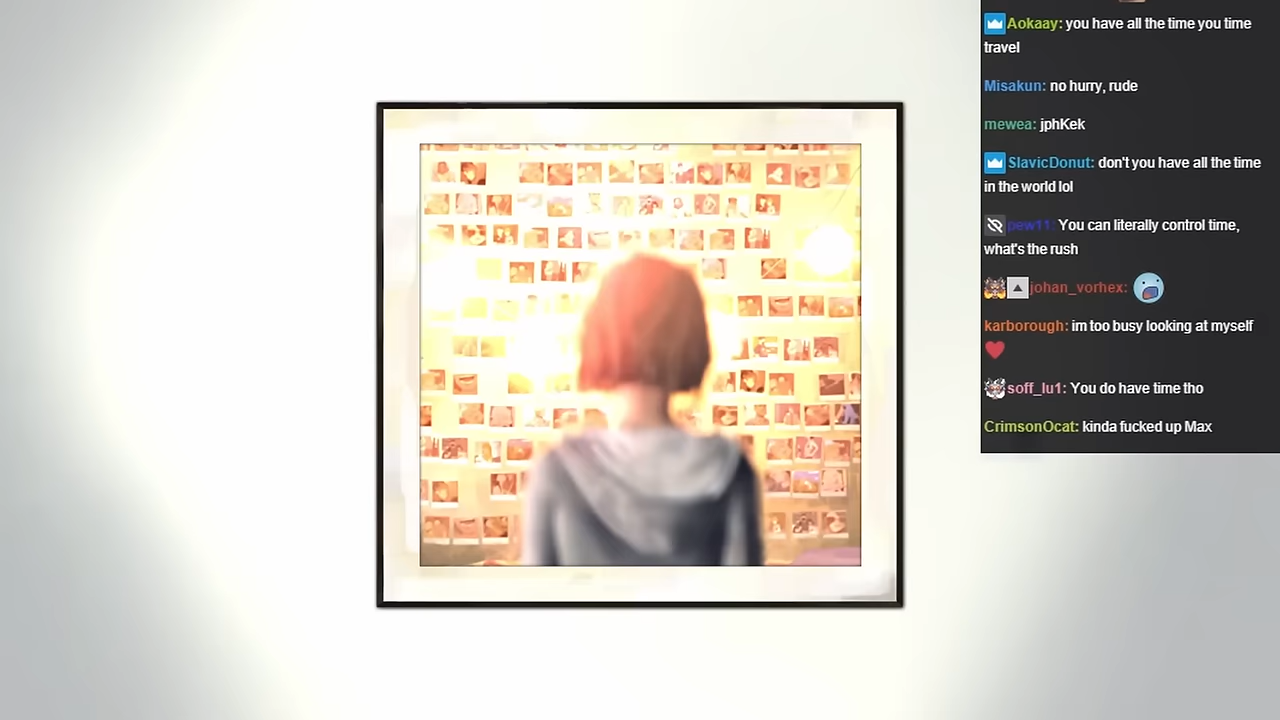 Aokaay: you have all the time you time
travel
Misakun: no hurry, rude
mewea: jphKek
SlavicDonut: don't you have all the time
in the world lol
pew11: You can literally control time,
what's the rush
johan_vorhex:
karborough: im too busy looking at myself
soff_lu1: You do have time tho
CrimsonOcat: kinda fucked up Max